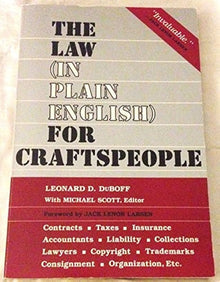 "Invaluable."
THE
LAW
(IN
PLAIN
ENGLISH)
FOR
CRAFTSPEOPLE
LEONARD D. DUBOFF
With MICHAEL SCOTT, Editor
Foreword by JACK LENOR LARSEN
Contracts ▪ Taxes ▪ Insurance
Accountants ▪ Liability ▪ Collections
Lawyers ▪ Copyright ▪ Trademarks
Consignment ▪ Organization, Etc.